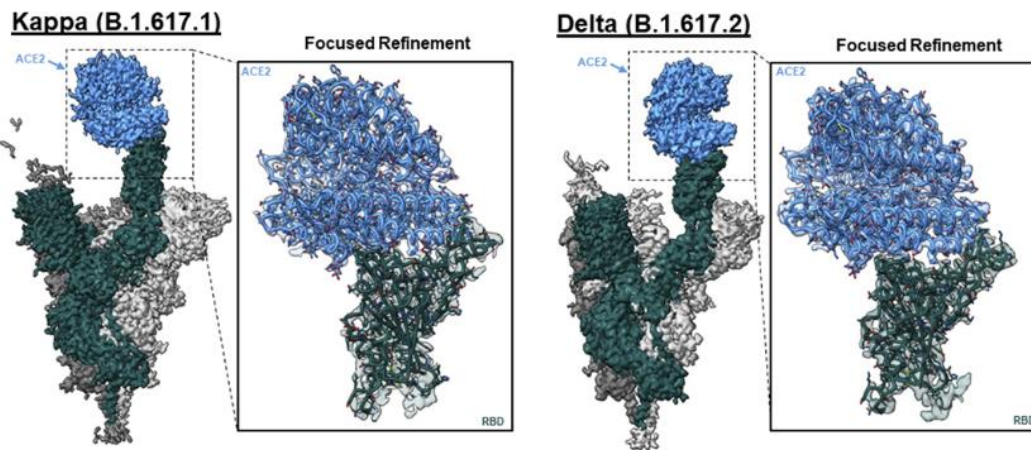 Kappa (B.1.617.1)
Focused Refinement
ACE2
ACE2
RBD
Delta (B.1.617.2)
Focused Refinement
ACE2
ACE2
RBD